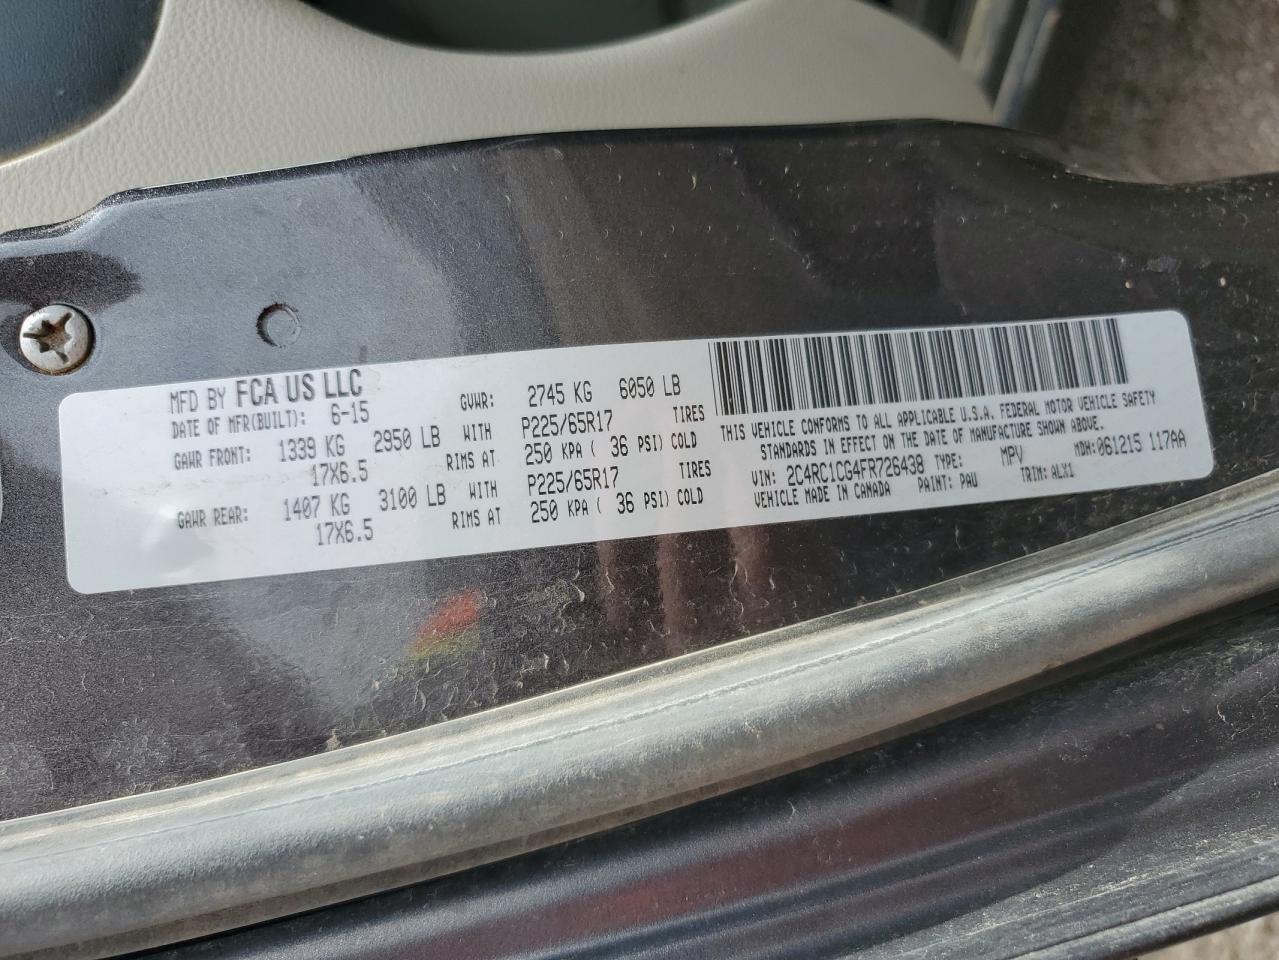 MFD BY FCA US LLC
DATE OF MFR(BUILT): 6-15 GVWR: 2745 KG 6050 LB
GAWR FRONT: 1339 KG 2950 LB WITH P225/65R17 TIRES
17X6.5 RIMS AT 250 KPA ( 36 PSI) COLD
GAWR REAR: 1407 KG 3100 LB WITH P225/65R17 TIRES
17X6.5 RIMS AT 250 KPA ( 36 PSI) COLD
THIS VEHICLE CONFORMS TO ALL APPLICABLE U.S.A. FEDERAL MOTOR VEHICLE SAFETY
STANDARDS IN EFFECT ON THE DATE OF MANUFACTURE SHOWN ABOVE.
VIN: 2C4RC1CG4FR726438 TYPE: MPV MDH:061215 117AA
VEHICLE MADE IN CANADA PAINT: PAU TRIM: ALX1